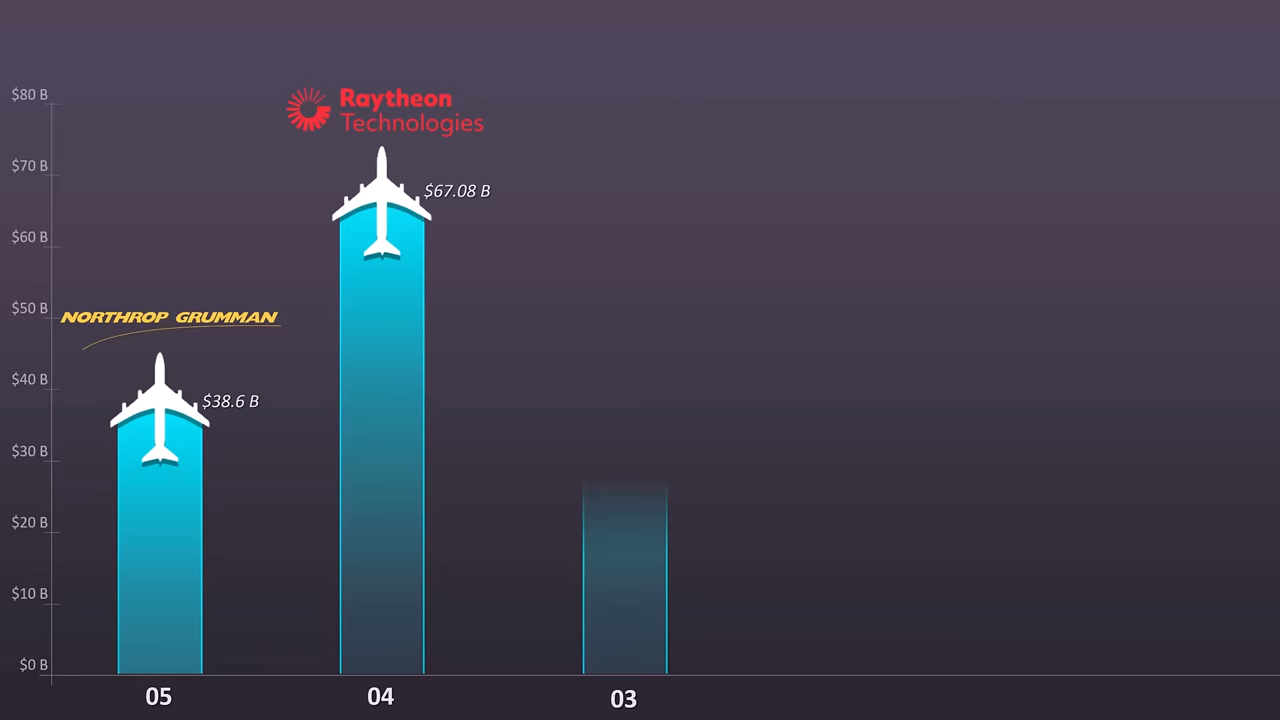 $80 B
Raytheon
Technologies
$70 B
$67.08 B
$60 B
$50 B
NORTHROP GRUMMAN
$40 B
$38.6 B
$30 B
$20 B
$10 B
$0 B
05
04
03